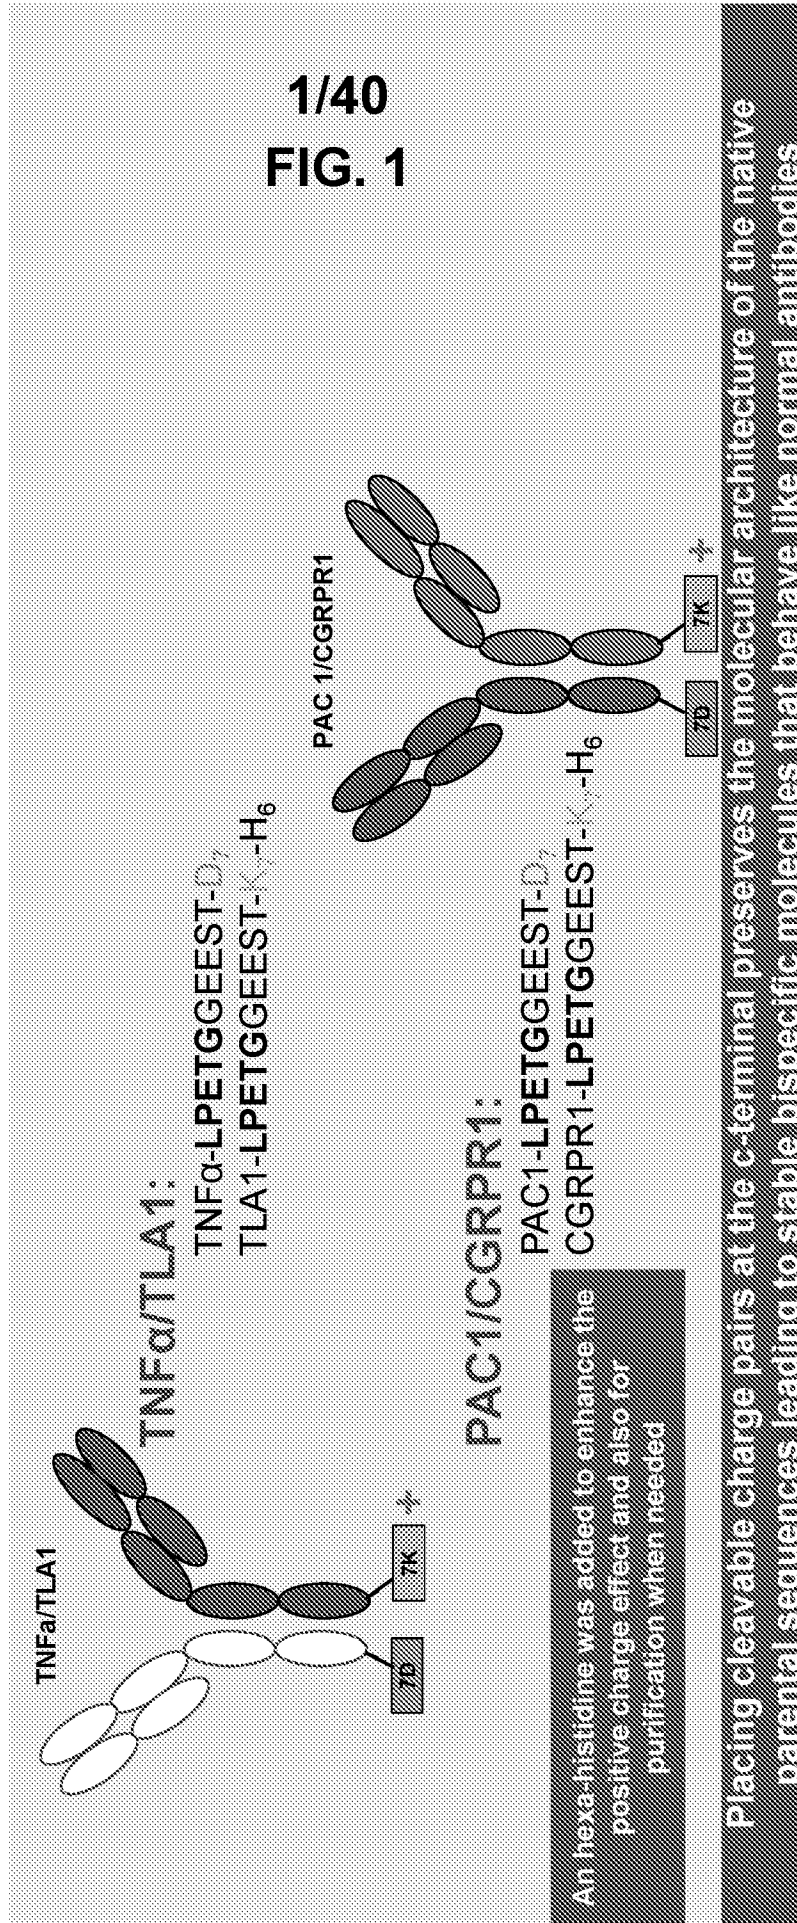 1/40
FIG. 1
TNFa/TLA1
7D
7K
TNFα/TLA1:
TNFα-LPETGGEEST-D₇
TLA1-LPETGGEEST-K₇-H₆
PAC 1/CGRPR1
7D
7K
PAC1/CGRPR1:
PAC1-LPETGGEEST-D₇
CGRPR1-LPETGGEEST-K₇-H₆
An hexa-histidine was added to enhance the
positive charge effect and also for
purification when needed
Placing cleavable charge pairs at the c-terminal preserves the molecular architecture of the native
parental sequences leading to stable bispecific molecules that behave like normal antibodies